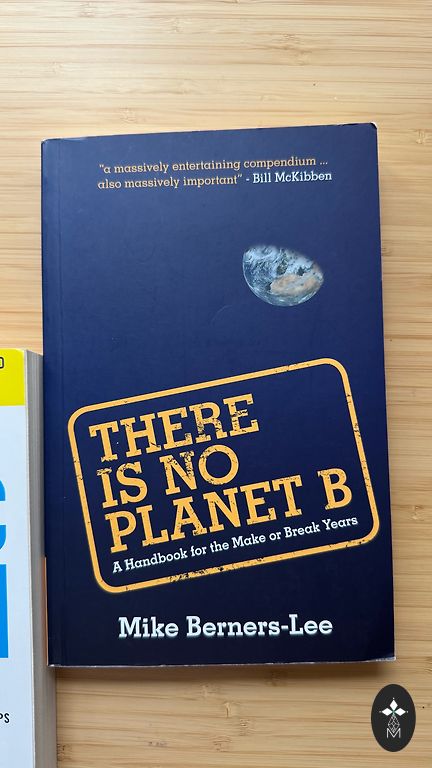 "a massively entertaining compendium ...
also massively important" - Bill McKibben
THERE
IS NO
PLANET B
A Handbook for the Make or Break Years
Mike Berners-Lee